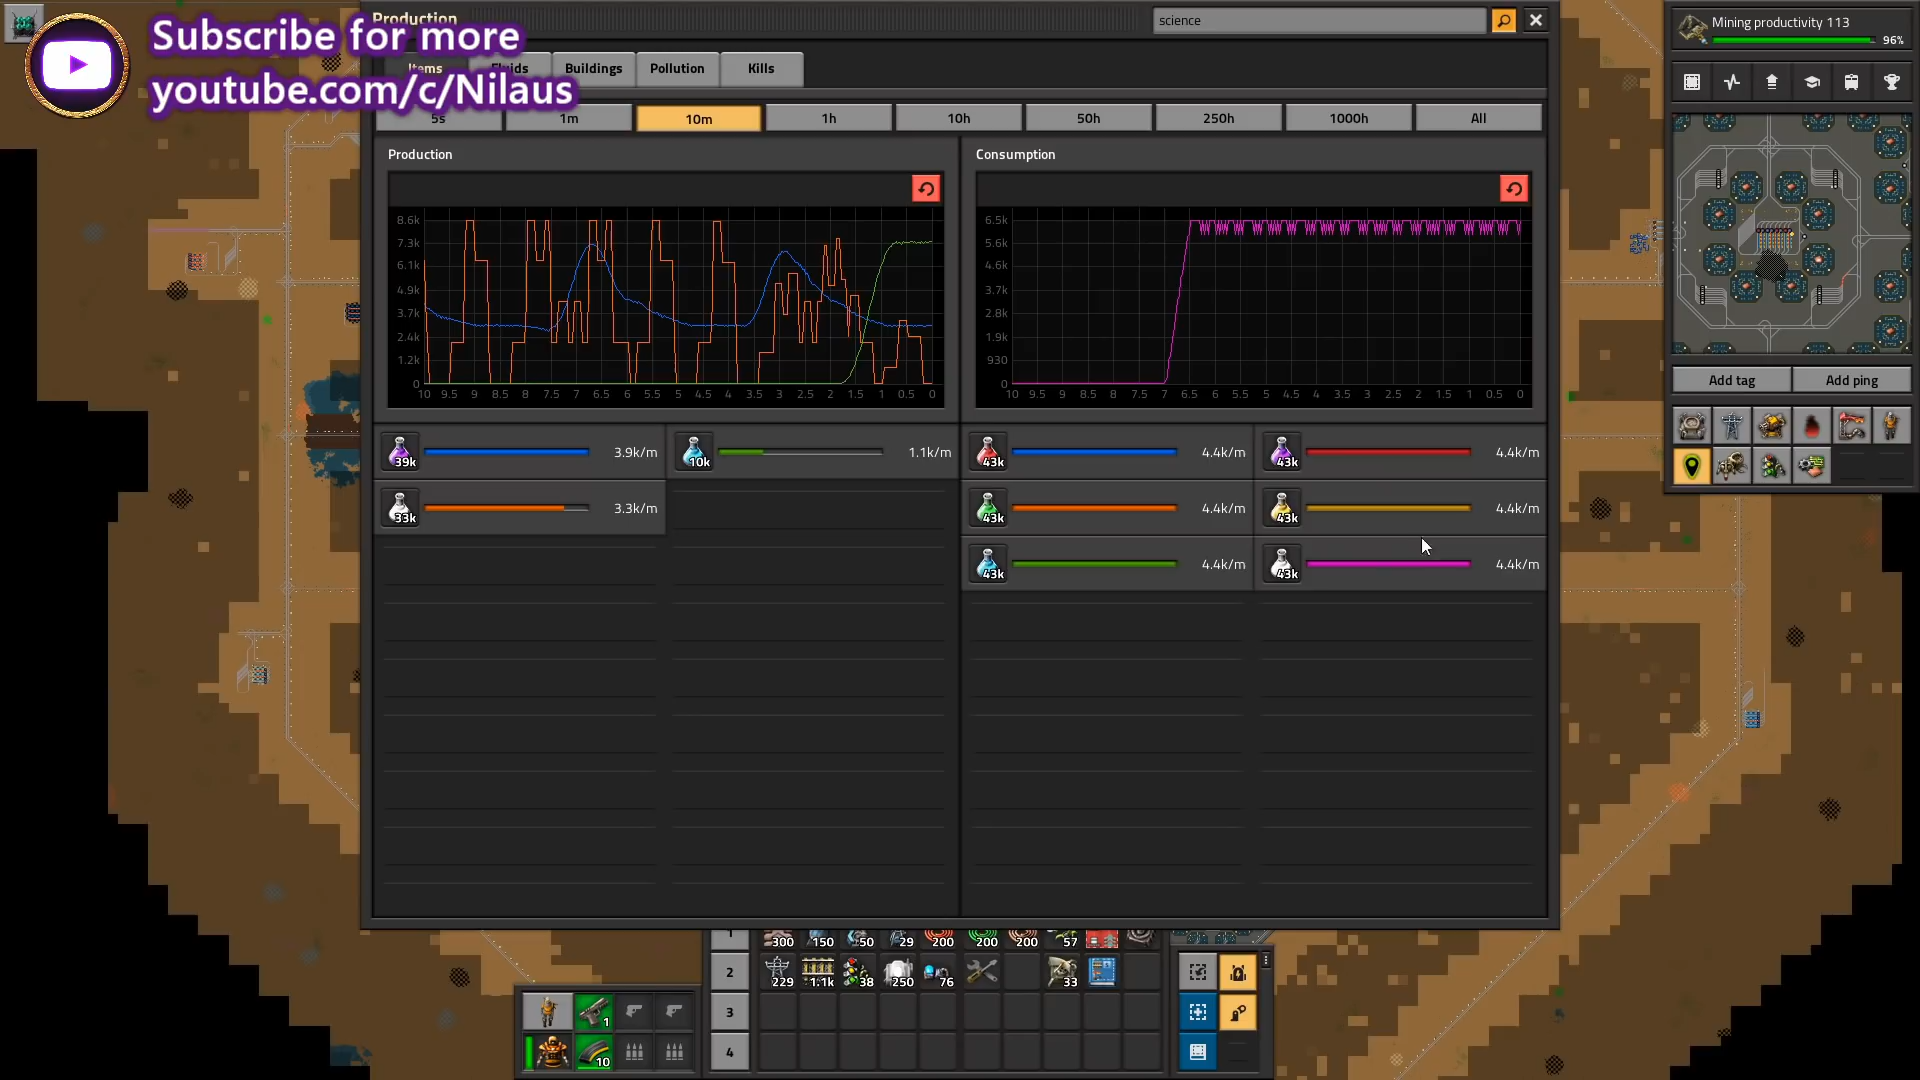 Production
science
Subscribe for more
youtube.com/c/Nilaus
Items Fluids Buildings Pollution Kills
5s 1m 10m 1h 10h 50h 250h 1000h All
Production
8.6k
7.3k
6.1k
4.9k
3.7k
2.4k
1.2k
0
10 9.5 9 8.5 8 7.5 7 6.5 6 5.5 5 4.5 4 3.5 3 2.5 2 1.5 1 0.5 0
39k 3.9k/m 10k 1.1k/m
33k 3.3k/m
Consumption
6.5k
5.6k
4.6k
3.7k
2.8k
1.9k
930
0
10 9.5 9 8.5 8 7.5 7 6.5 6 5.5 5 4.5 4 3.5 3 2.5 2 1.5 1 0.5 0
43k 4.4k/m 43k 4.4k/m
43k 4.4k/m 43k 4.4k/m
43k 4.4k/m 43k 4.4k/m
Mining productivity 113
96%
Add tag Add ping
1 300 150 50 29 200 200 200 57
2 229 1.1k 38 250 76 33
3
4
1
10